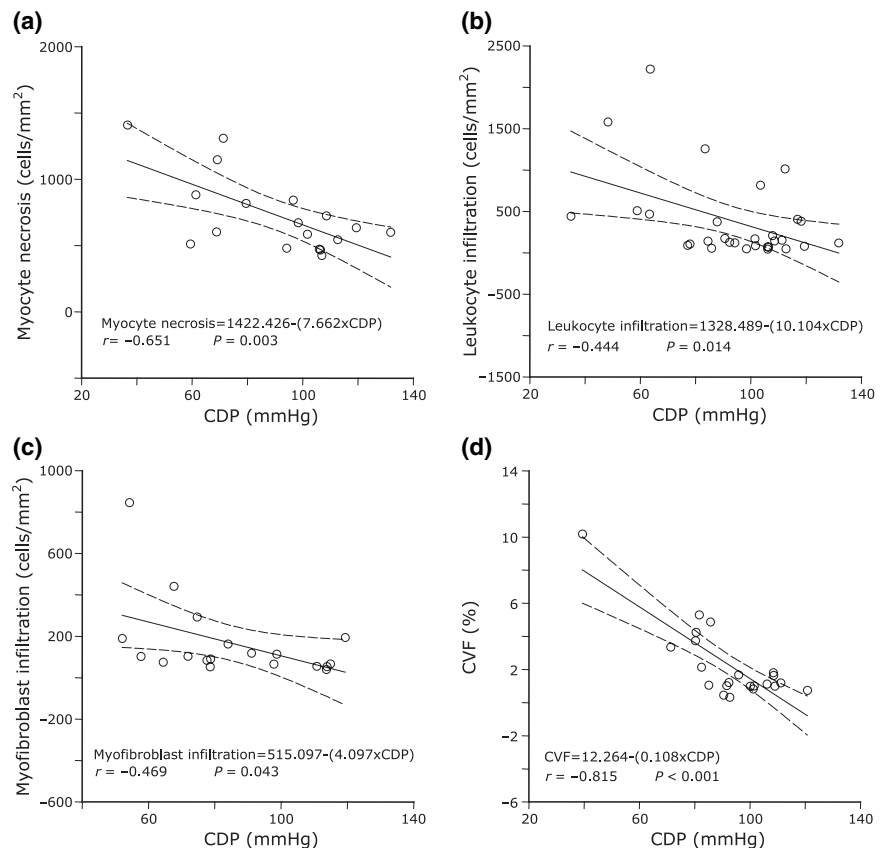 (a)
2000
1000
0
20
60
100
140
Myocyte necrosis (cells/mm²)
CDP (mmHg)
Myocyte necrosis=1422.426-(7.662xCDP)
r= −0.651 P = 0.003
(b)
2500
1500
500
−500
−1500
20
60
100
140
Leukocyte infiltration (cells/mm²)
CDP (mmHg)
Leukocyte infiltration=1328.489-(10.104xCDP)
r = −0.444 P = 0.014
(c)
1000
600
200
−200
−600
60
100
140
Myofibroblast infiltration (cells/mm²)
CDP (mmHg)
Myofibroblast infiltration=515.097-(4.097xCDP)
r = −0.469 P = 0.043
(d)
14
10
6
2
−2
−6
20
60
100
140
CVF (%)
CDP (mmHg)
CVF=12.264-(0.108xCDP)
r = −0.815 P < 0.001